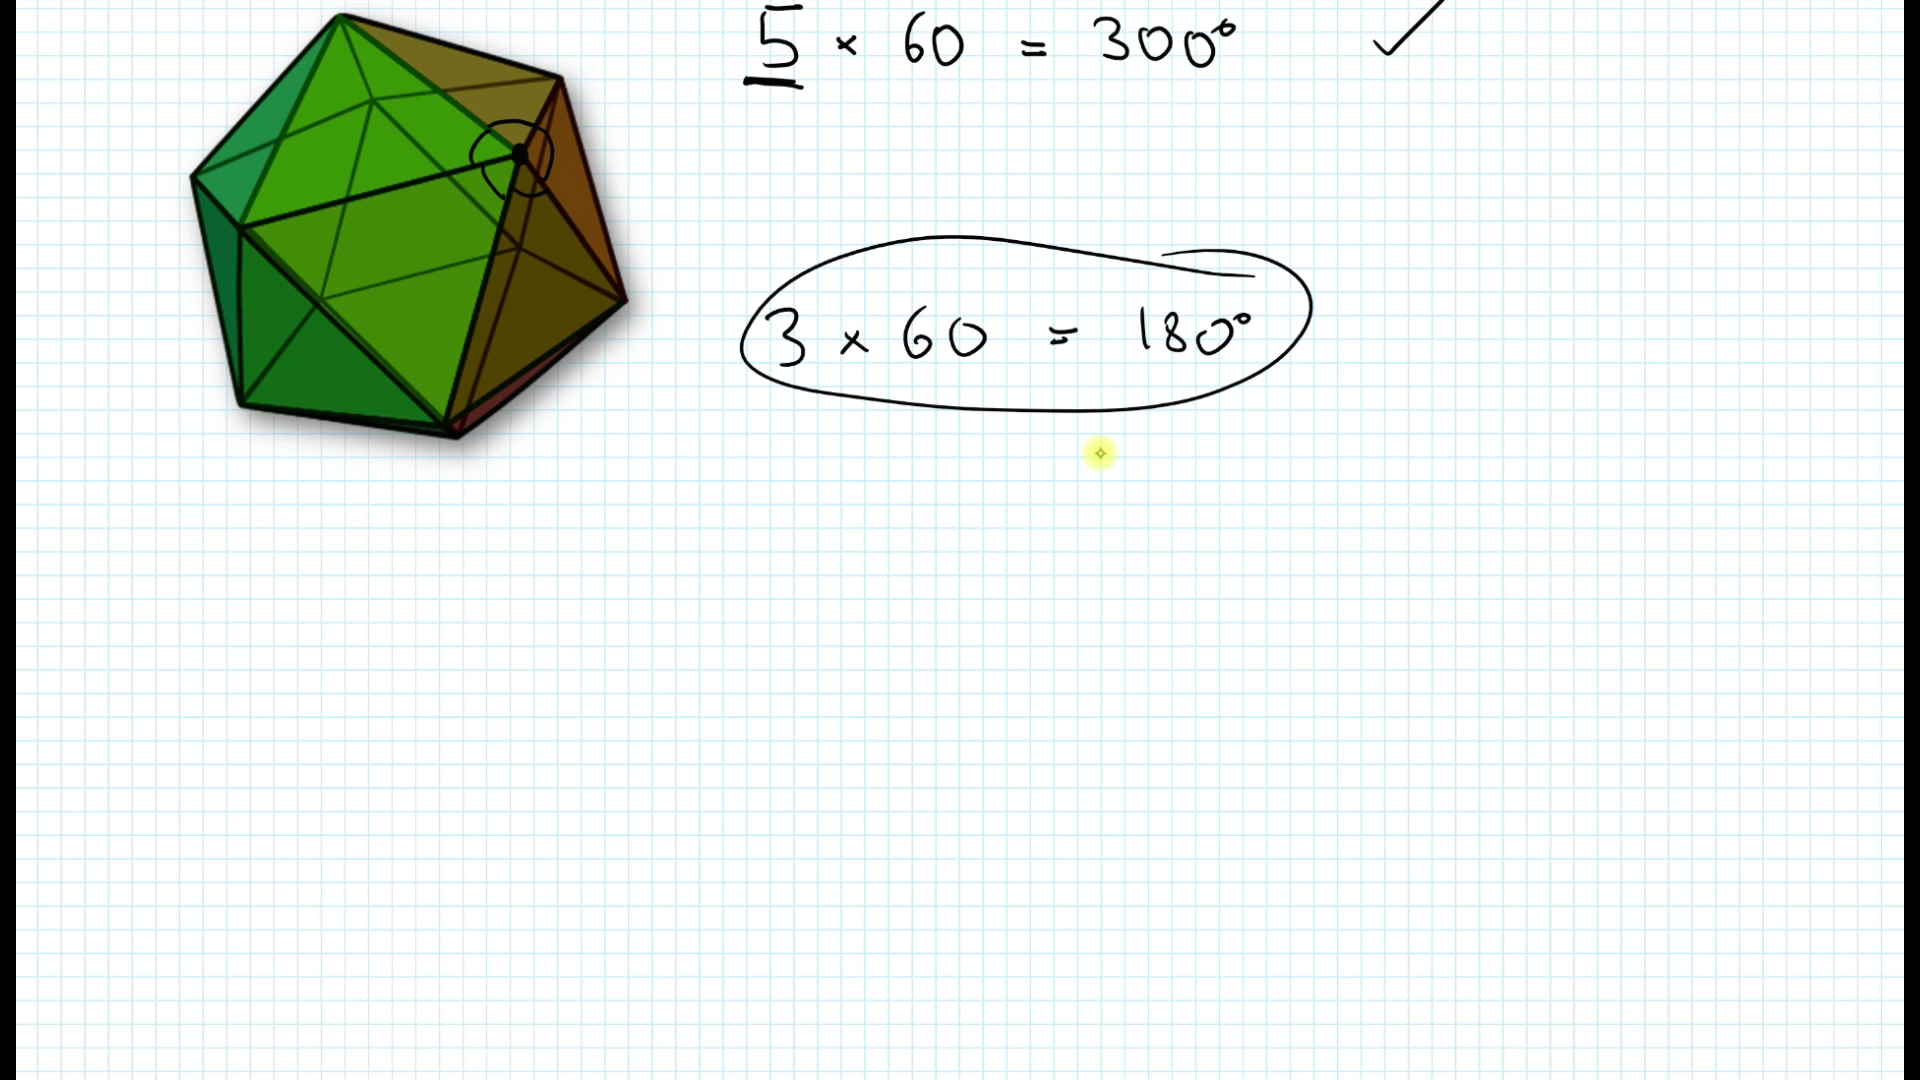 5 × 60 = 300°
3 × 60 = 180°